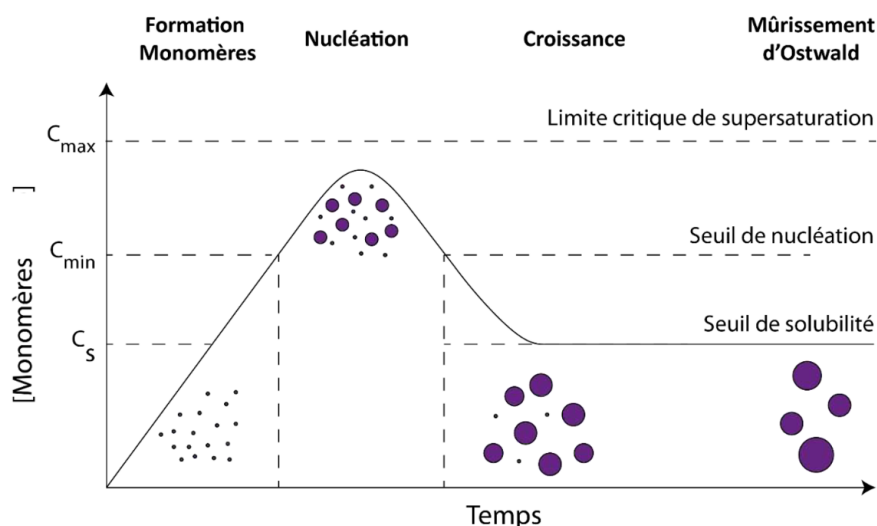 Formation
Monomères
Nucléation
Croissance
Mûrissement
d'Ostwald
Limite critique de supersaturation
Cmax
Seuil de nucléation
Cmin
Seuil de solubilité
Cs
[Monomères ]
Temps